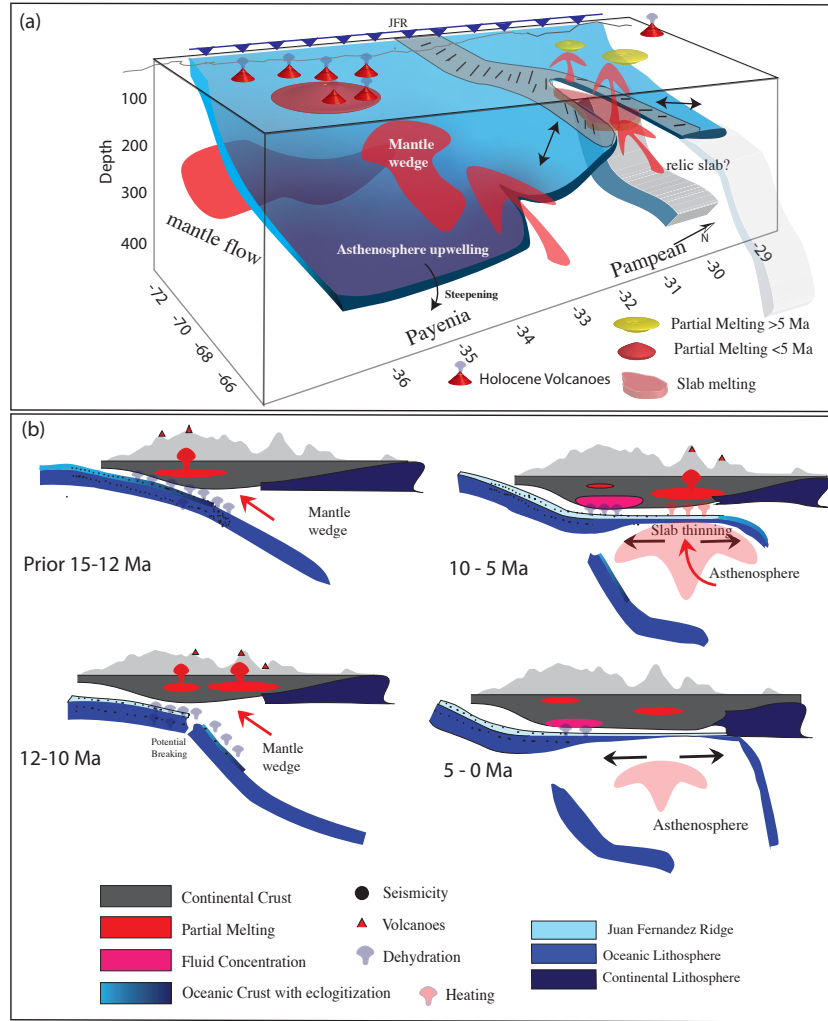 (a)
JFR
100
200
300
400
Depth
Mantle
wedge
mantle flow
Asthenosphere upwelling
Steepening
relic slab?
N
Pampean
Payenia
-72
-70
-68
-66
-36
-35
-34
-33
-32
-31
-30
-29
Partial Melting >5 Ma
Partial Melting <5 Ma
Holocene Volcanoes
Slab melting
(b)
Mantle
wedge
Prior 15-12 Ma
Slab thinning
Asthenosphere
10 - 5 Ma
Potential
Breaking
Mantle
wedge
12-10 Ma
5 - 0 Ma
Asthenosphere
Continental Crust
Partial Melting
Fluid Concentration
Oceanic Crust with eclogitization
Seismicity
Volcanoes
Dehydration
Heating
Juan Fernandez Ridge
Oceanic Lithosphere
Continental Lithosphere